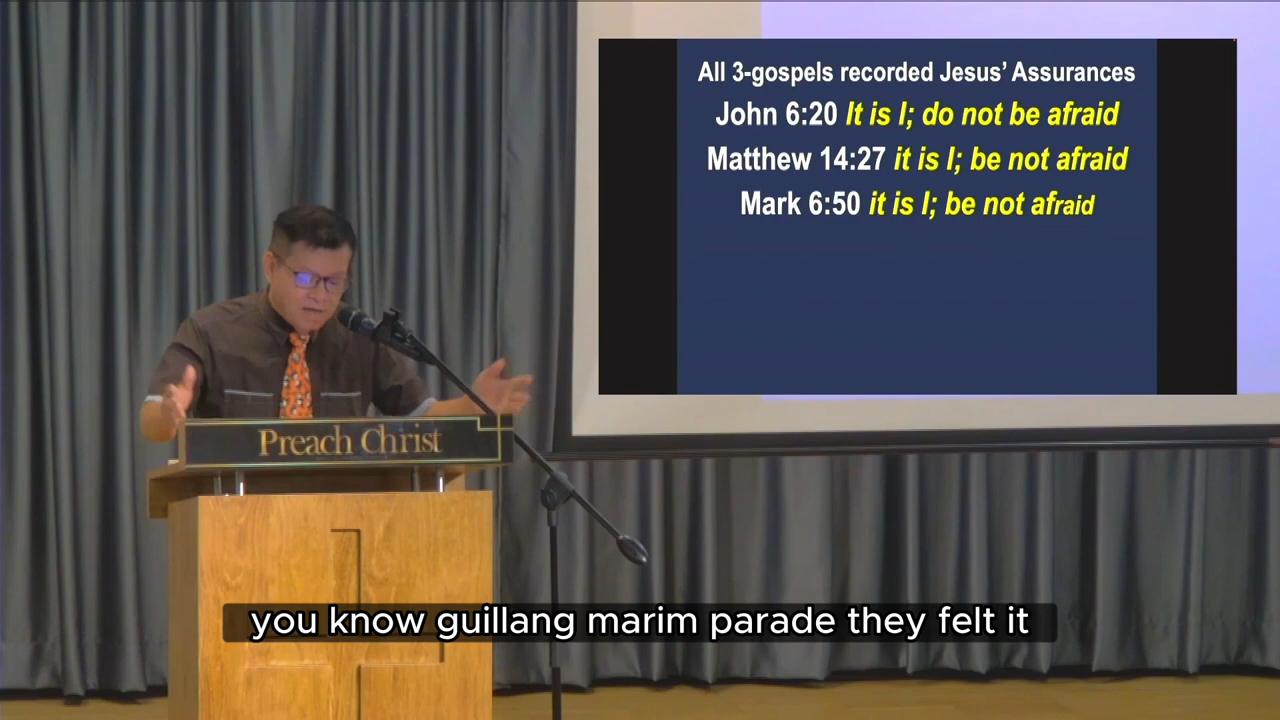 All 3-gospels recorded Jesus’ Assurances
John 6:20 It is I; do not be afraid
Matthew 14:27 it is I; be not afraid
Mark 6:50 it is I; be not afraid
Preach Christ
you know guillang marim parade they felt it